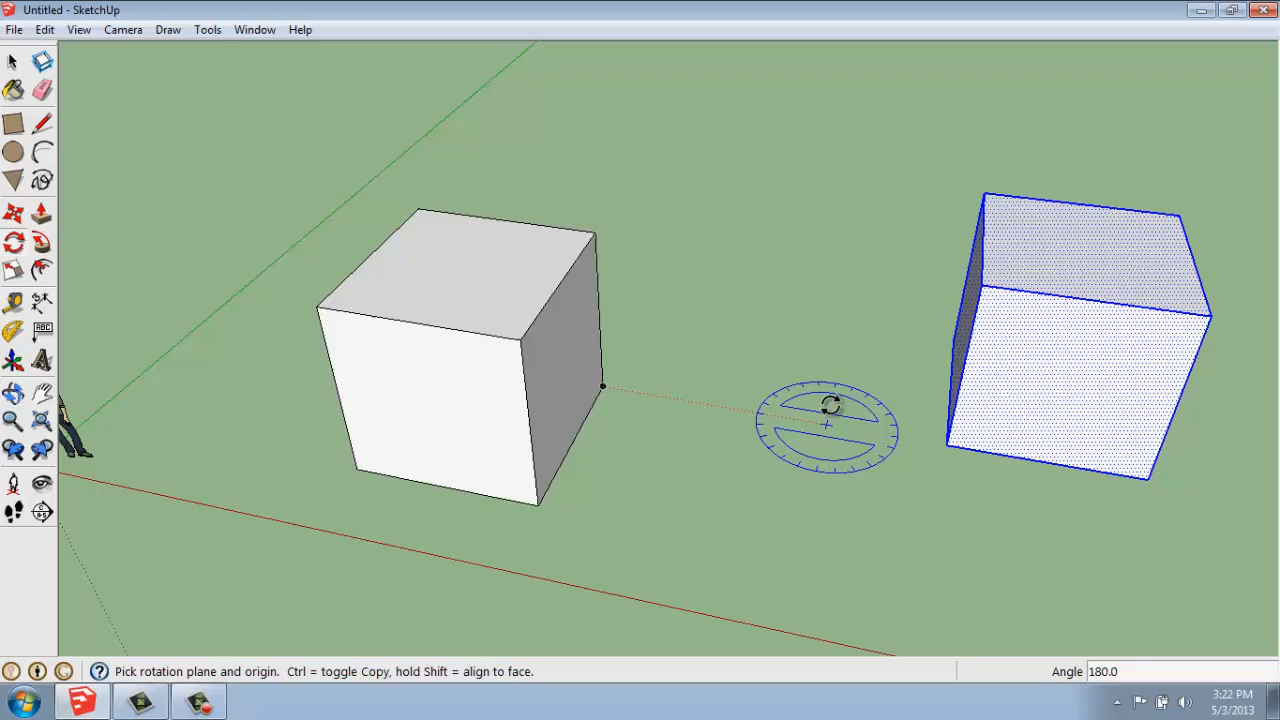 Untitled - SketchUp
File Edit View Camera Draw Tools Window Help
ABC
Pick rotation plane and origin. Ctrl = toggle Copy, hold Shift = align to face.
Angle 180.0
3:22 PM
5/3/2013